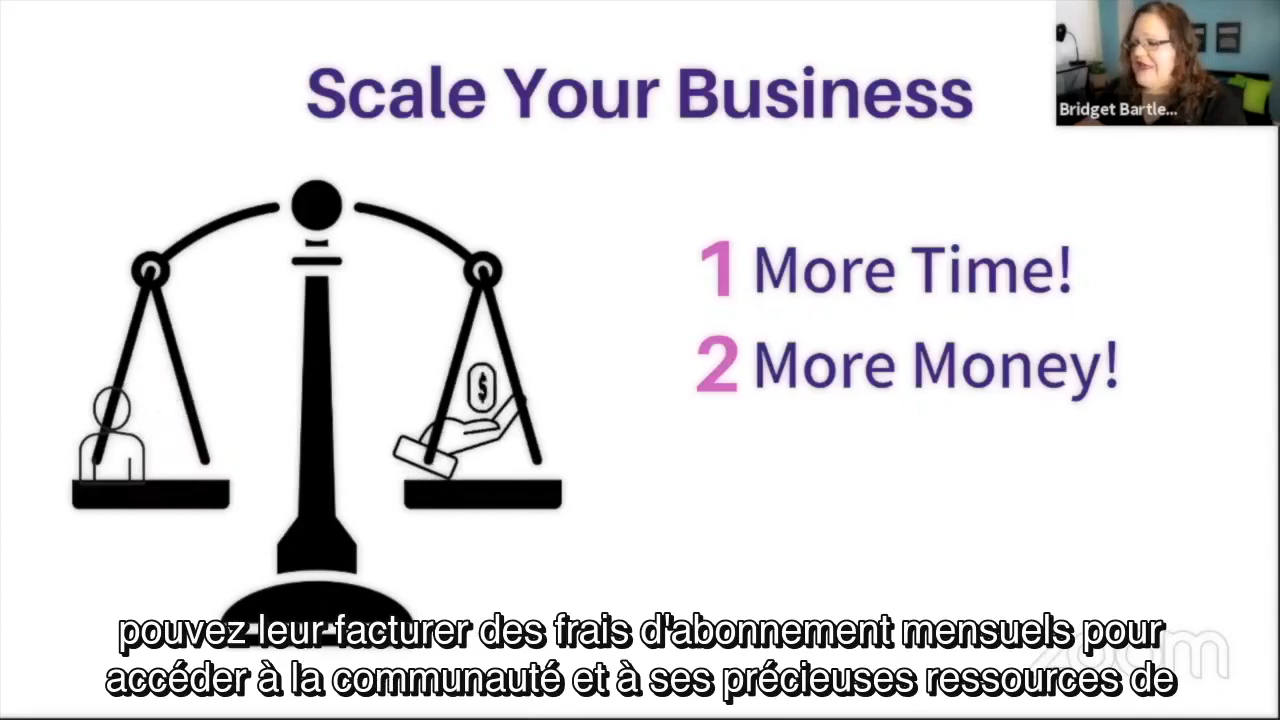 Scale Your Business
Bridget Bartle...
1 More Time!
2 More Money!
$
pouvez leur facturer des frais d'abonnement mensuels pour
accéder à la communauté et à ses précieuses ressources de
zoom